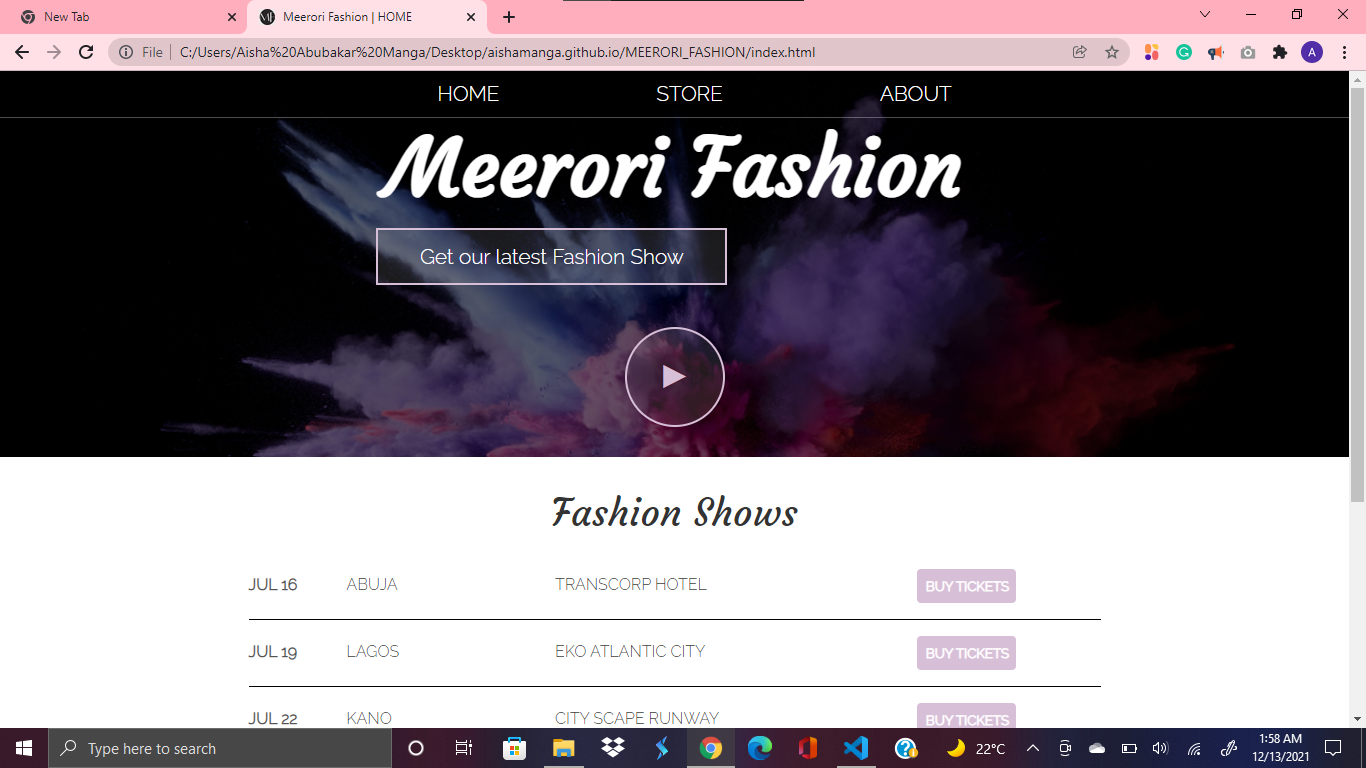 New Tab
Meerori Fashion | HOME
File | C:/Users/Aisha%20Abubakar%20Manga/Desktop/aishamanga.github.io/MEERORI_FASHION/index.html
A
HOME STORE ABOUT
Meerori Fashion
Get our latest Fashion Show
Fashion Shows
JUL 16 ABUJA TRANSCORP HOTEL BUY TICKETS
JUL 19 LAGOS EKO ATLANTIC CITY BUY TICKETS
JUL 22 KANO CITY SCAPE RUNWAY BUY TICKETS
Type here to search
22°C
1:58 AM
12/13/2021